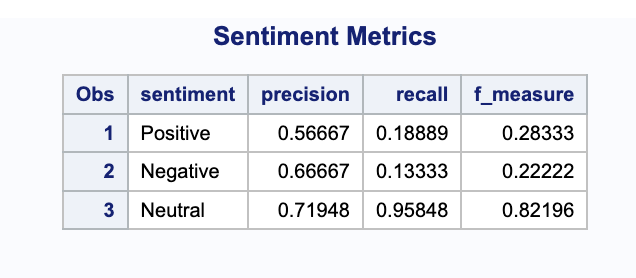 Sentiment Metrics
Obs sentiment precision recall f_measure
1 Positive 0.56667 0.18889 0.28333
2 Negative 0.66667 0.13333 0.22222
3 Neutral 0.71948 0.95848 0.82196